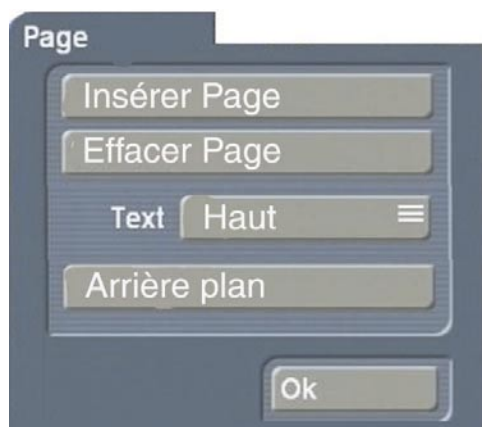 Page
Insérer Page
Effacer Page
Text Haut
Arrière plan
Ok